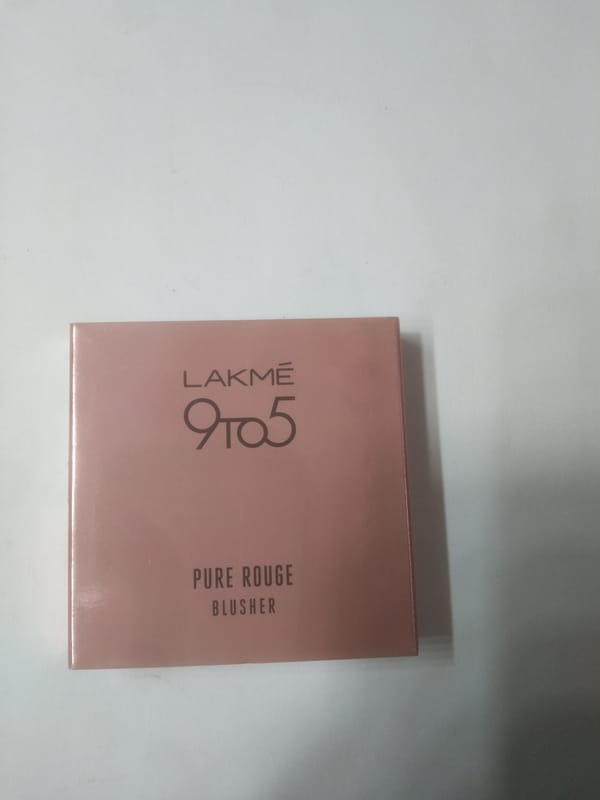 LAKMÉ
9TO5
PURE ROUGE
BLUSHER